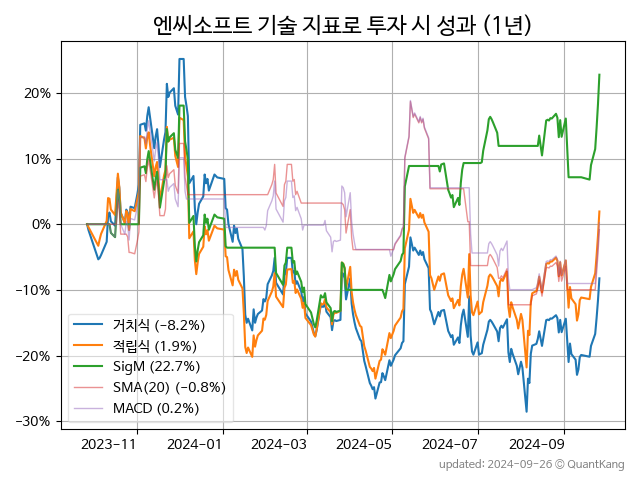 엔씨소프트 기술 지표로 투자 시 성과 (1년)
20%
10%
0%
−10%
−20%
−30%
거치식 (−8.2%)
적립식 (1.9%)
SigM (22.7%)
SMA(20) (−0.8%)
MACD (0.2%)
2023-11 2024-01 2024-03 2024-05 2024-07 2024-09
updated: 2024-09-26 © QuantKang